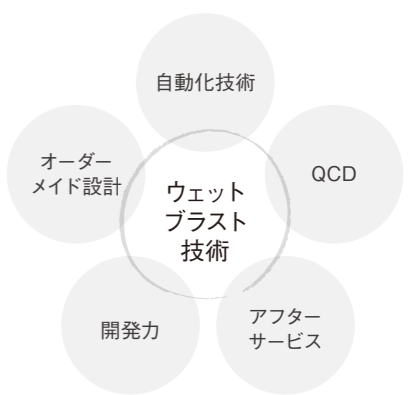 自動化技術
オーダー
メイド設計
QCD
ウェット
ブラスト
技術
開発力
アフター
サービス